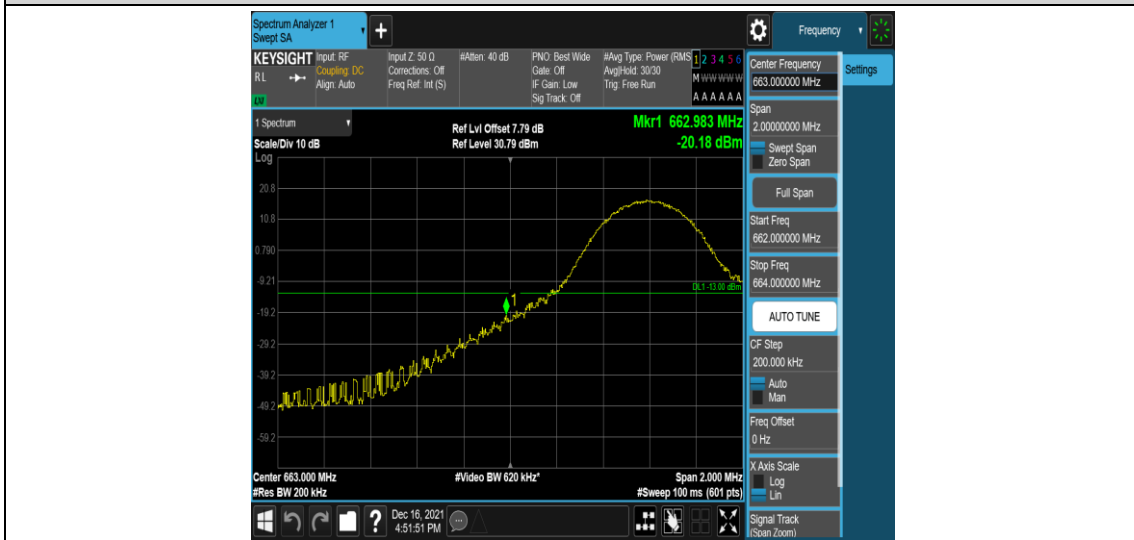 Spectrum Analyzer 1
Swept SA
+
Frequency
KEYSIGHT
RL
LXI
Input: RF
Coupling: DC
Align: Auto
Input Z: 50 Ω
Corrections: Off
Freq Ref: Int (S)
#Atten: 40 dB
PNO: Best Wide
Gate: Off
IF Gain: Low
Sig Track: Off
#Avg Type: Power (RMS
Avg|Hold: 30/30
Trig: Free Run
1 2 3 4 5 6
M W W W W W
A A A A A A
Center Frequency
663.000000 MHz
Settings
1 Spectrum
Scale/Div 10 dB
Log
Ref Lvl Offset 7.79 dB
Ref Level 30.79 dBm
Mkr1 662.983 MHz
-20.18 dBm
20.8
10.8
0.790
-9.21
-19.2
-29.2
-39.2
-49.2
-59.2
DL1 -13.00 dBm
1
Center 663.000 MHz
#Res BW 200 kHz
#Video BW 620 kHz*
Span 2.000 MHz
#Sweep 100 ms (601 pts)
Span
2.00000000 MHz
Swept Span
Zero Span
Full Span
Start Freq
662.000000 MHz
Stop Freq
664.000000 MHz
AUTO TUNE
CF Step
200.000 kHz
Auto
Man
Freq Offset
0 Hz
X Axis Scale
Log
Lin
Signal Track
(Span Zoom)
?
Dec 16, 2021
4:51:51 PM